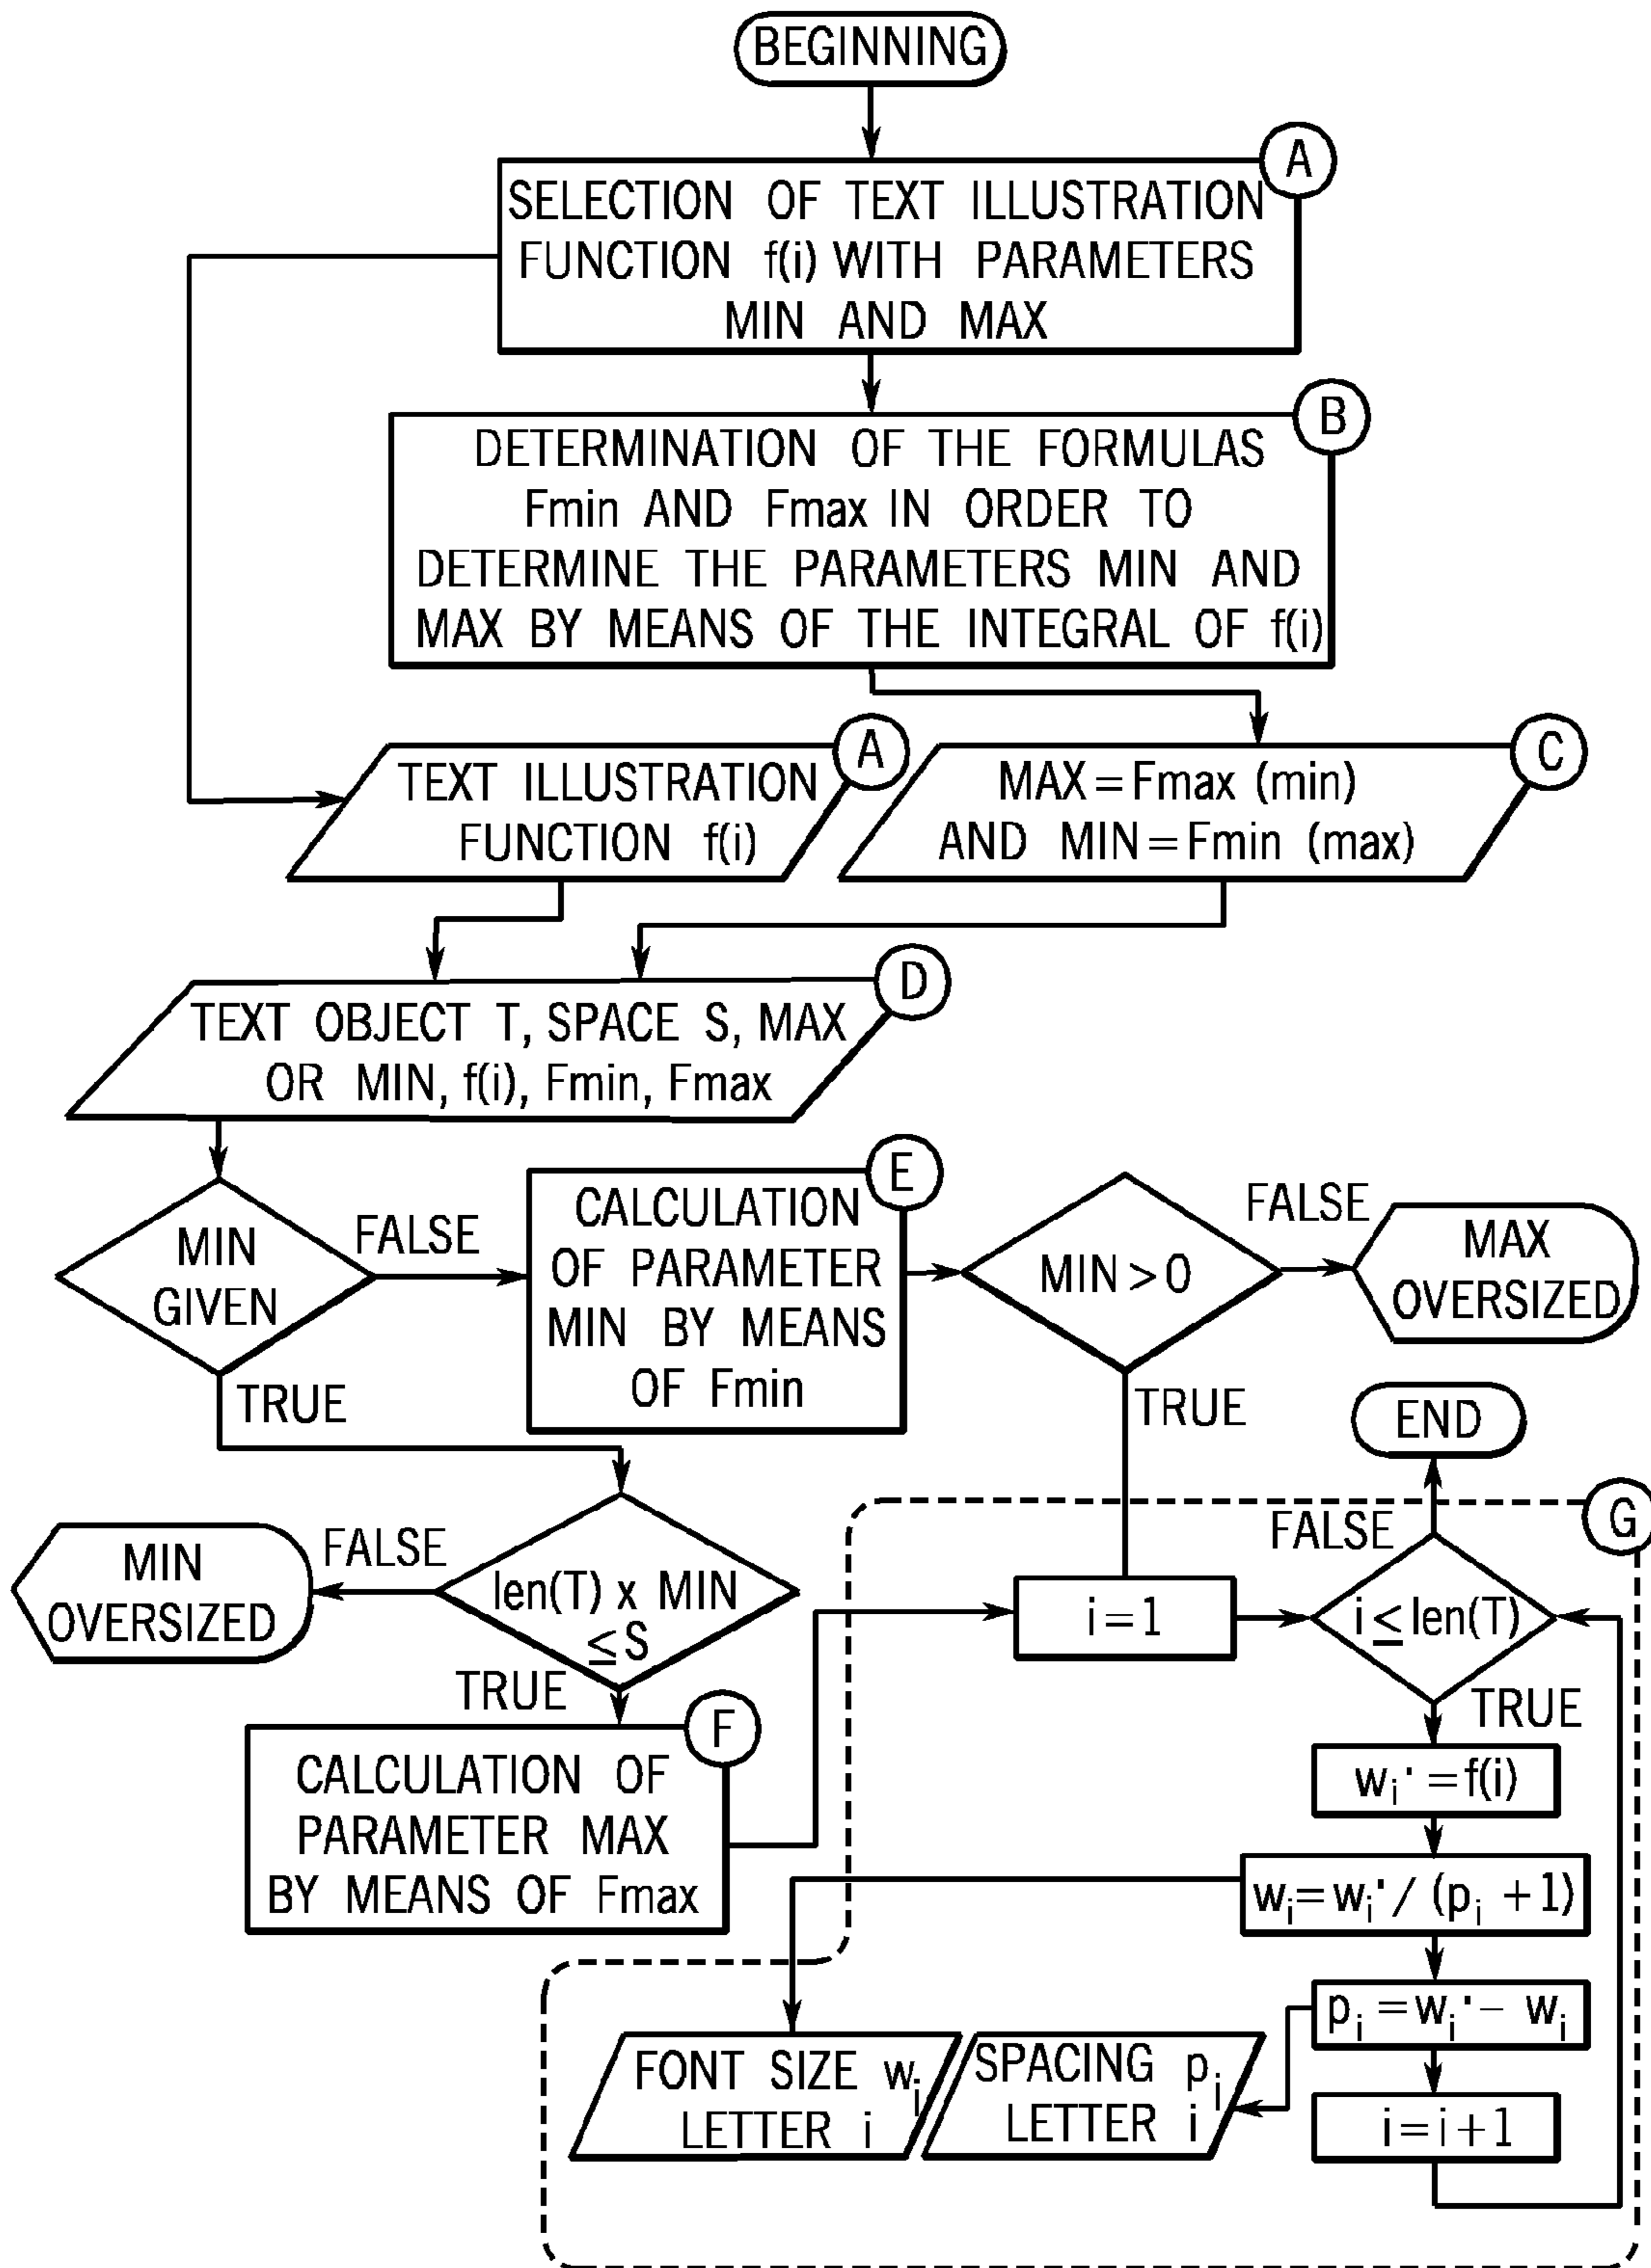 BEGINNING
A
SELECTION OF TEXT ILLUSTRATION
FUNCTION f(i) WITH PARAMETERS
MIN AND MAX
B
DETERMINATION OF THE FORMULAS
Fmin AND Fmax IN ORDER TO
DETERMINE THE PARAMETERS MIN AND
MAX BY MEANS OF THE INTEGRAL OF f(i)
A
TEXT ILLUSTRATION
FUNCTION f(i)
C
MAX = Fmax (min)
AND MIN = Fmin (max)
D
TEXT OBJECT T, SPACE S, MAX
OR MIN, f(i), Fmin, Fmax
MIN
GIVEN
FALSE
TRUE
E
CALCULATION
OF PARAMETER
MIN BY MEANS
OF Fmin
MIN > 0
FALSE
TRUE
MAX
OVERSIZED
END
G
MIN
OVERSIZED
FALSE
len(T) x MIN
≤ S
TRUE
i = 1
FALSE
i ≤ len(T)
TRUE
F
CALCULATION OF
PARAMETER MAX
BY MEANS OF Fmax
wᵢ' = f(i)
wᵢ= wᵢ' / (pᵢ +1)
pᵢ = wᵢ' – wᵢ
FONT SIZE wᵢ
LETTER i
SPACING pᵢ
LETTER i
i = i + 1